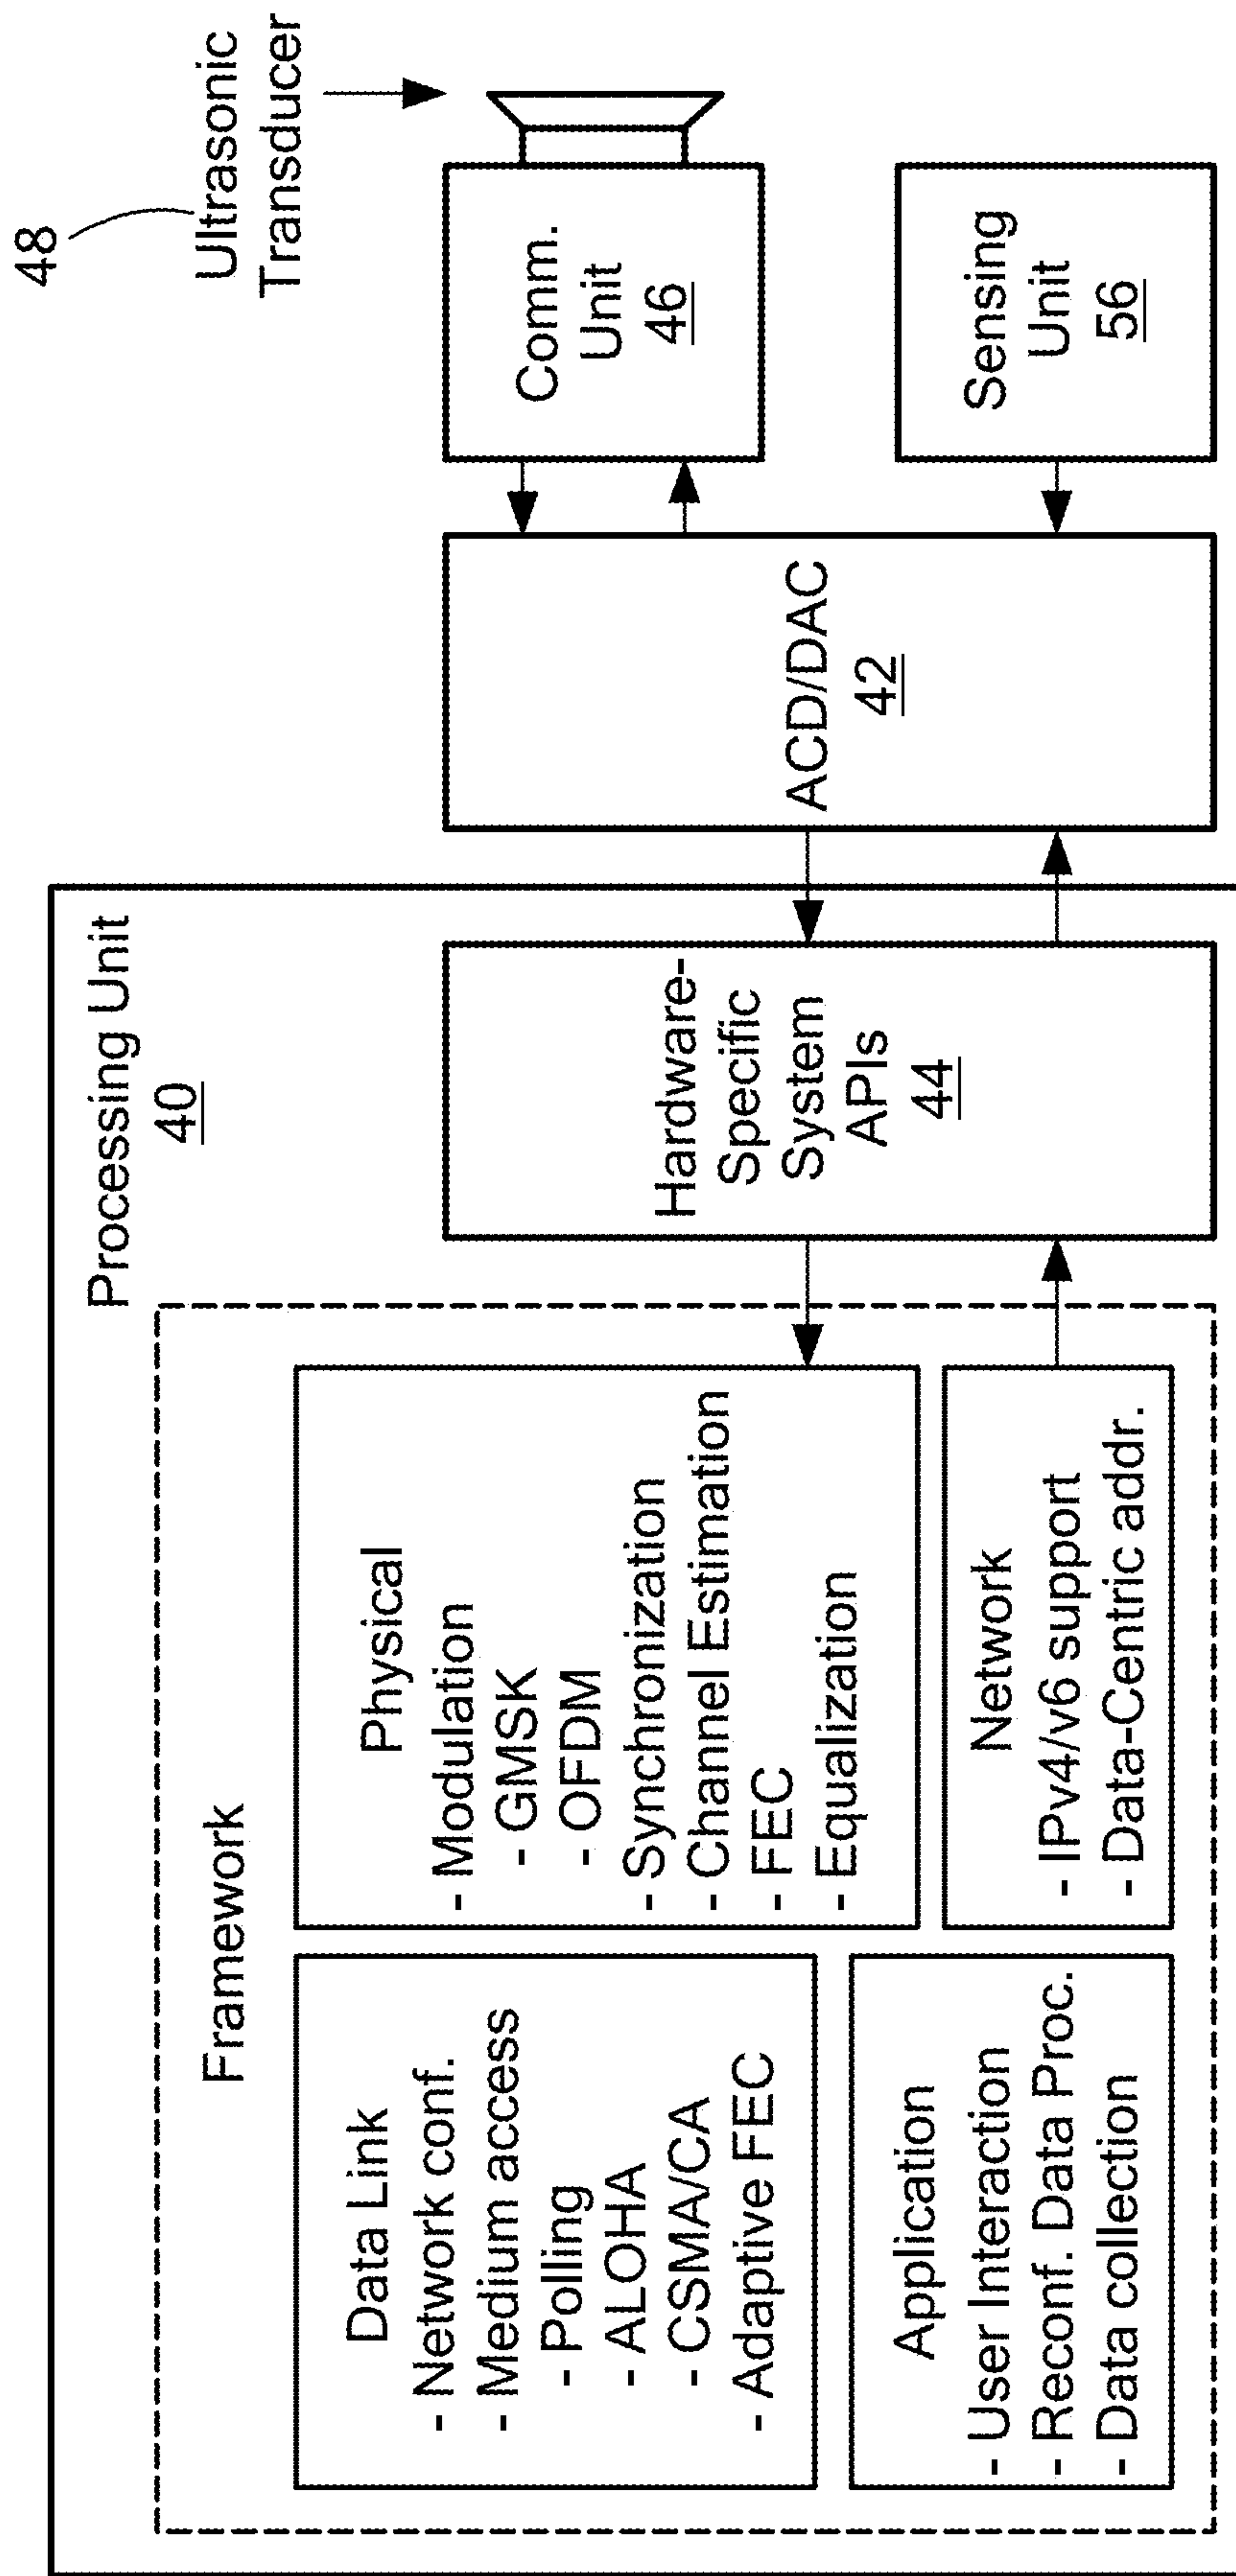 Processing Unit
40
Framework
Data Link
- Network conf.
- Medium access
- Polling
- ALOHA
- CSMA/CA
- Adaptive FEC
Physical
- Modulation
- GMSK
- OFDM
- Synchronization
- Channel Estimation
- FEC
- Equalization
Application
- User Interaction
- Reconf. Data Proc.
- Data collection
Network
- IPv4/v6 support
- Data-Centric addr.
Hardware-
Specific
System
APIs
44
ACD/DAC
42
48
Ultrasonic
Transducer
Comm.
Unit
46
Sensing
Unit
56